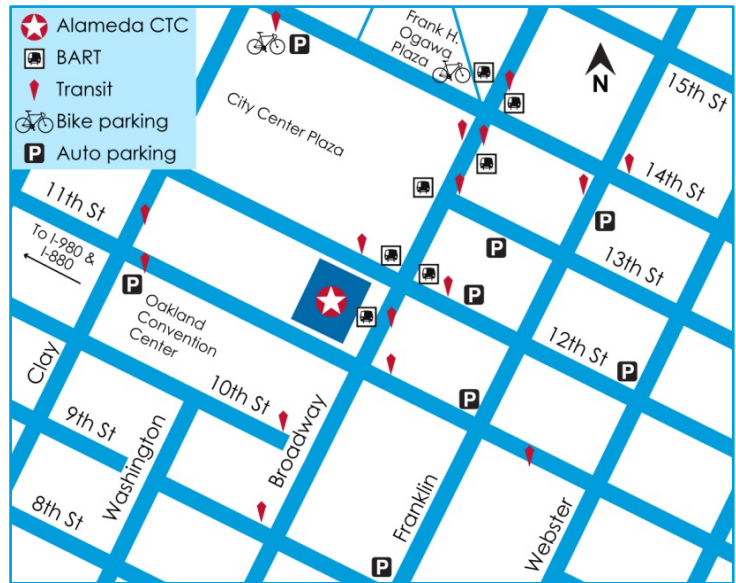 Alameda CTC
BART
Transit
Bike parking
P Auto parking
P
Frank H.
Ogawa
Plaza
N
15th St
City Center Plaza
14th St
11th St
P
To I-980 &
I-880
P
13th St
P
P
Oakland
Convention
Center
12th St
P
Clay
10th St
P
9th St
Washington
Broadway
Franklin
Webster
8th St
P